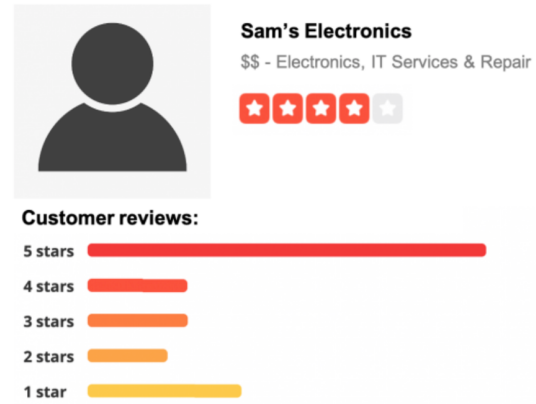 Sam's Electronics
$$ - Electronics, IT Services & Repair
Customer reviews:
5 stars
4 stars
3 stars
2 stars
1 star